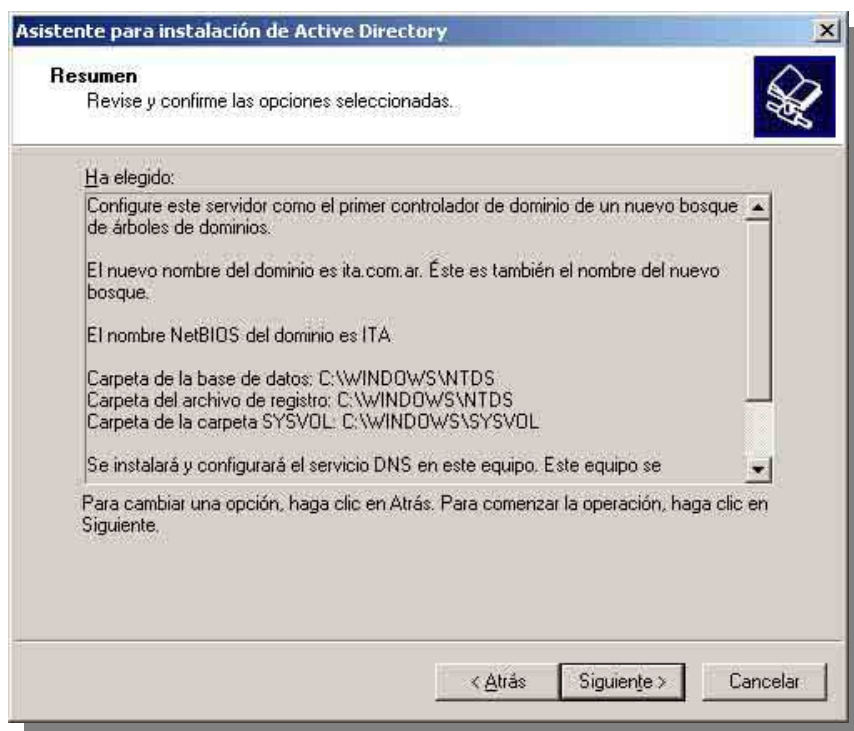 Asistente para instalación de Active Directory
Resumen
Revise y confirme las opciones seleccionadas.
Ha elegido:
Configure este servidor como el primer controlador de dominio de un nuevo bosque
de árboles de dominios.
El nuevo nombre del dominio es ita.com.ar. Éste es también el nombre del nuevo
bosque.
El nombre NetBIOS del dominio es ITA
Carpeta de la base de datos: C:\WINDOWS\NTDS
Carpeta del archivo de registro: C:\WINDOWS\NTDS
Carpeta de la carpeta SYSVOL: C:\WINDOWS\SYSVOL
Se instalará y configurará el servicio DNS en este equipo. Este equipo se
Para cambiar una opción, haga clic en Atrás. Para comenzar la operación, haga clic en
Siguiente.
< Atrás Siguiente > Cancelar